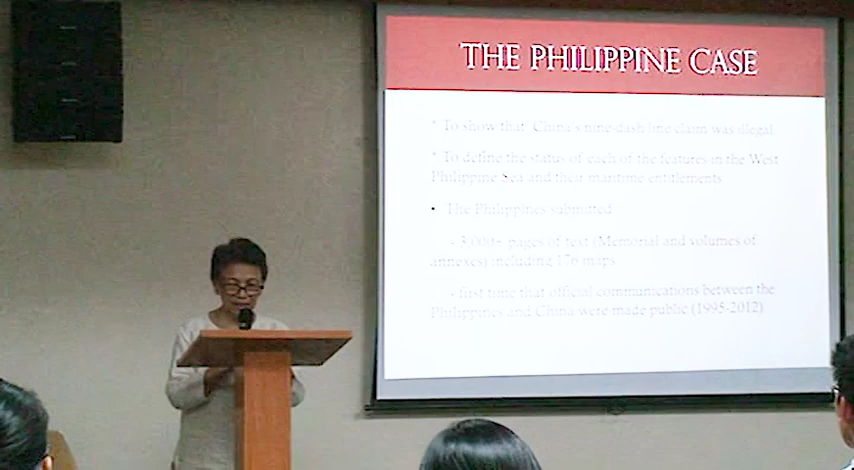 THE PHILIPPINE CASE
* To show that China's nine-dash line claim was illegal
* To define the status of each of the features in the West
Philippine Sea and their maritime entitlements
• The Philippines submitted
- 3,000+ pages of text (Memorial and volumes of
annexes) including 176 maps
- first time that official communications between the
Philippines and China were made public (1995-2012)